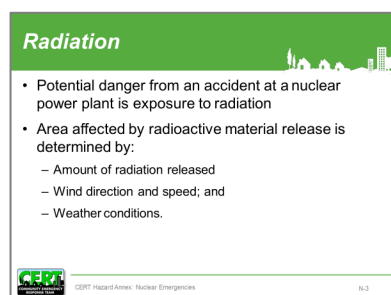 Radiation
• Potential danger from an accident at a nuclear
power plant is exposure to radiation
• Area affected by radioactive material release is
determined by:
– Amount of radiation released
– Wind direction and speed; and
– Weather conditions.
CERT
COMMUNITY EMERGENCY
RESPONSE TEAM
CERT Hazard Annex: Nuclear Emergencies
N-3